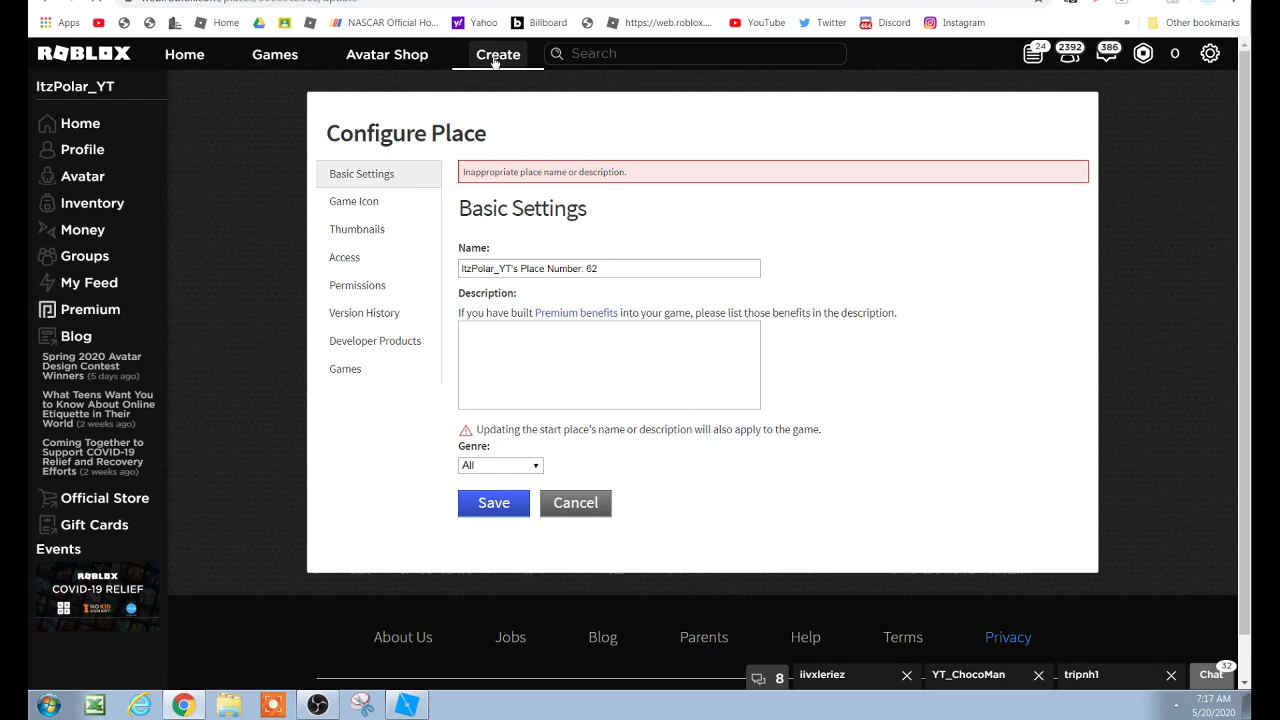 Apps
Home
NASCAR Official Ho...
Yahoo
Billboard
https://web.roblox....
YouTube
Twitter
Discord
Instagram
»
Other bookmarks
ROBLOX
Home
Games
Avatar Shop
Create
Search
24
2392
386
0
ItzPolar_YT
Home
Profile
Avatar
Inventory
Money
Groups
My Feed
Premium
Blog
Spring 2020 Avatar
Design Contest
Winners (5 days ago)
What Teens Want You
to Know About Online
Etiquette in Their
World (2 weeks ago)
Coming Together to
Support COVID-19
Relief and Recovery
Efforts (2 weeks ago)
Official Store
Gift Cards
Events
ROBLOX
COVID-19 RELIEF
NO KID
HUNGRY
Configure Place
Basic Settings
Game Icon
Thumbnails
Access
Permissions
Version History
Developer Products
Games
Inappropriate place name or description.
Basic Settings
Name:
ItzPolar_YT's Place Number: 62
Description:
If you have built Premium benefits into your game, please list those benefits in the description.
Updating the start place's name or description will also apply to the game.
Genre:
All
Save
Cancel
About Us
Jobs
Blog
Parents
Help
Terms
Privacy
8
iivxleriez
YT_ChocoMan
tripnh1
Chat
32
7:17 AM
5/20/2020